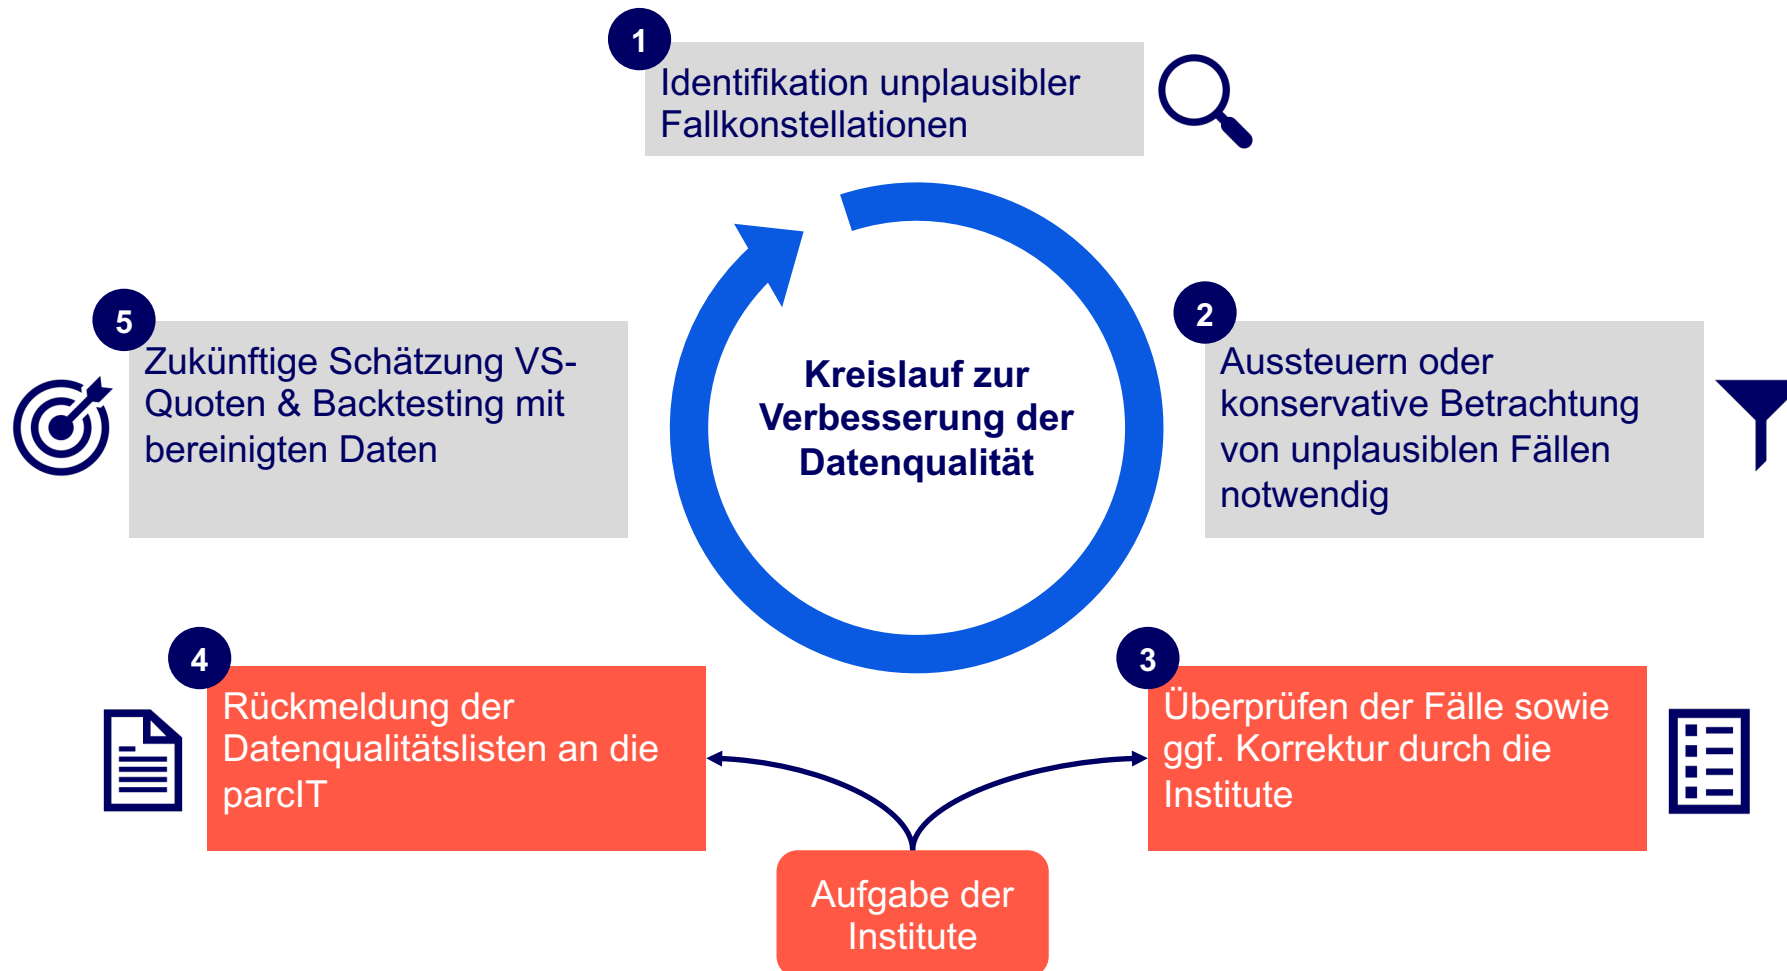 1
Identifikation unplausibler
Fallkonstellationen
2
Aussteuern oder
konservative Betrachtung
von unplausiblen Fällen
notwendig
3
Überprüfen der Fälle sowie
ggf. Korrektur durch die
Institute
4
Rückmeldung der
Datenqualitätslisten an die
parcIT
5
Zukünftige Schätzung VS-
Quoten & Backtesting mit
bereinigten Daten
Kreislauf zur
Verbesserung der
Datenqualität
Aufgabe der
Institute